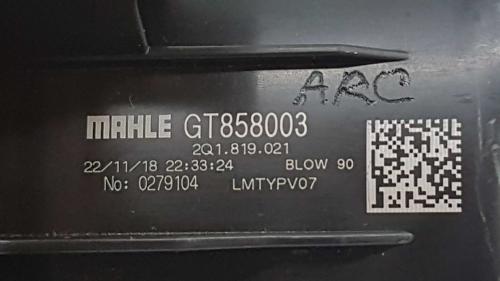 ARC
MAHLE GT858003
2Q1.819.021
22/11/18 22:33:24 BLOW 90
No: 0279104 LMTYPV07